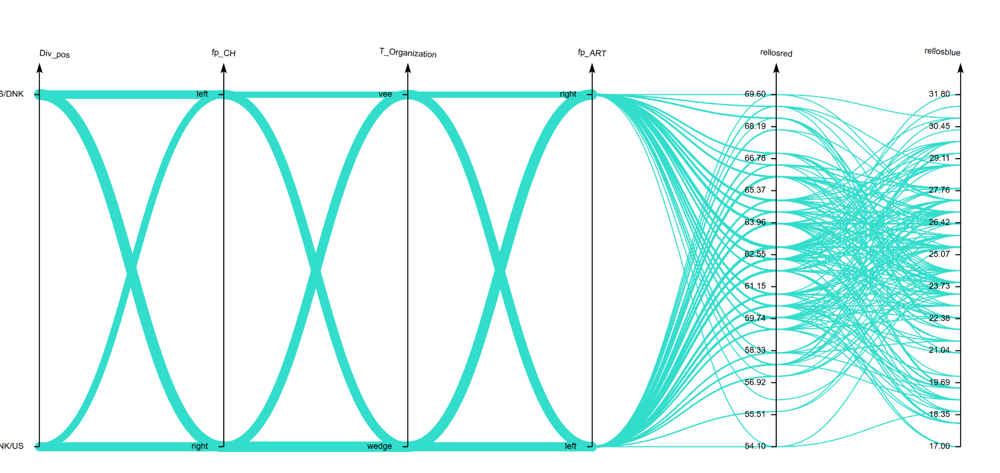 Div_pos
fp_CH
T_Organization
fp_ART
rellosred
rellosblue
S/DNK
left
vee
right
69.60
31.80
68.19
30.45
66.78
29.11
65.37
27.76
63.96
26.42
62.55
25.07
61.15
23.73
59.74
22.38
58.33
21.04
56.92
19.69
55.51
18.35
NK/US
right
wedge
left
54.10
17.00